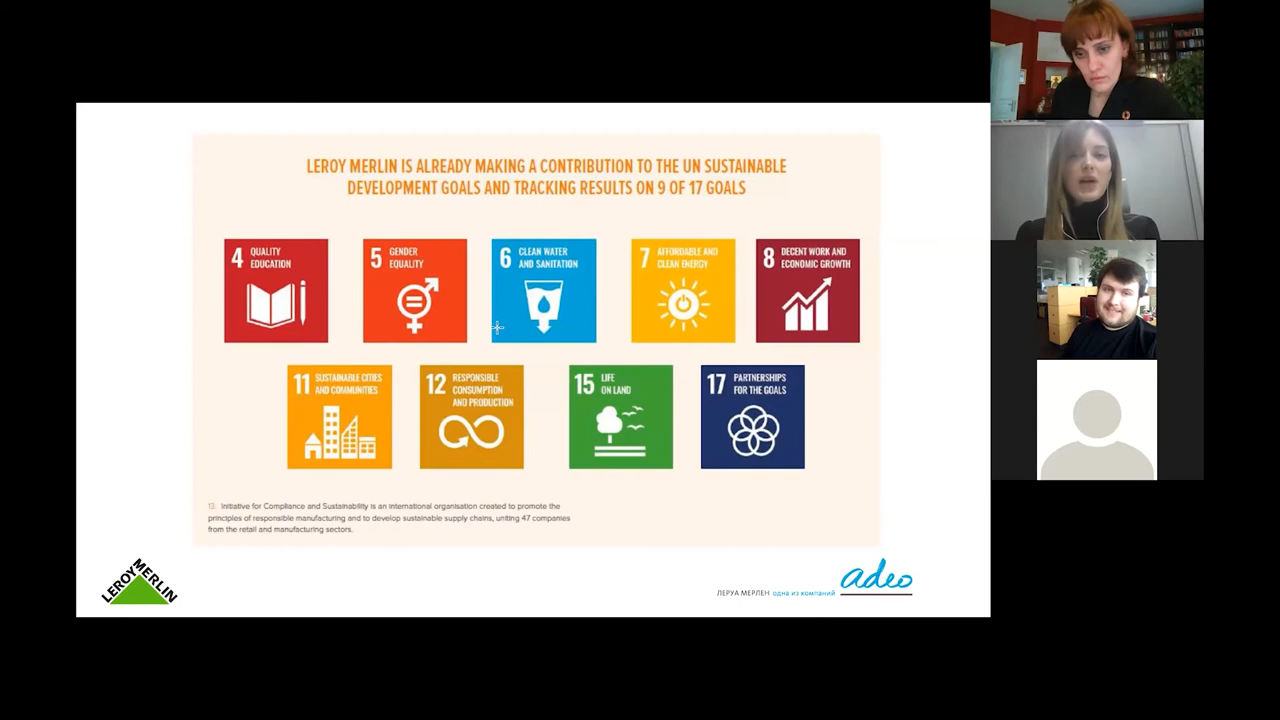 LEROY MERLIN IS ALREADY MAKING A CONTRIBUTION TO THE UN SUSTAINABLE
DEVELOPMENT GOALS AND TRACKING RESULTS ON 9 OF 17 GOALS
4 QUALITY
EDUCATION
5 GENDER
EQUALITY
6 CLEAN WATER
AND SANITATION
7 AFFORDABLE AND
CLEAN ENERGY
8 DECENT WORK AND
ECONOMIC GROWTH
11 SUSTAINABLE CITIES
AND COMMUNITIES
12 RESPONSIBLE
CONSUMPTION
AND PRODUCTION
15 LIFE
ON LAND
17 PARTNERSHIPS
FOR THE GOALS
13. Initiative for Compliance and Sustainability is an international organisation created to promote the
principles of responsible manufacturing and to develop sustainable supply chains, uniting 47 companies
from the retail and manufacturing sectors.
LEROY MERLIN
ЛЕРУА МЕРЛЕН одна из компаний adeo